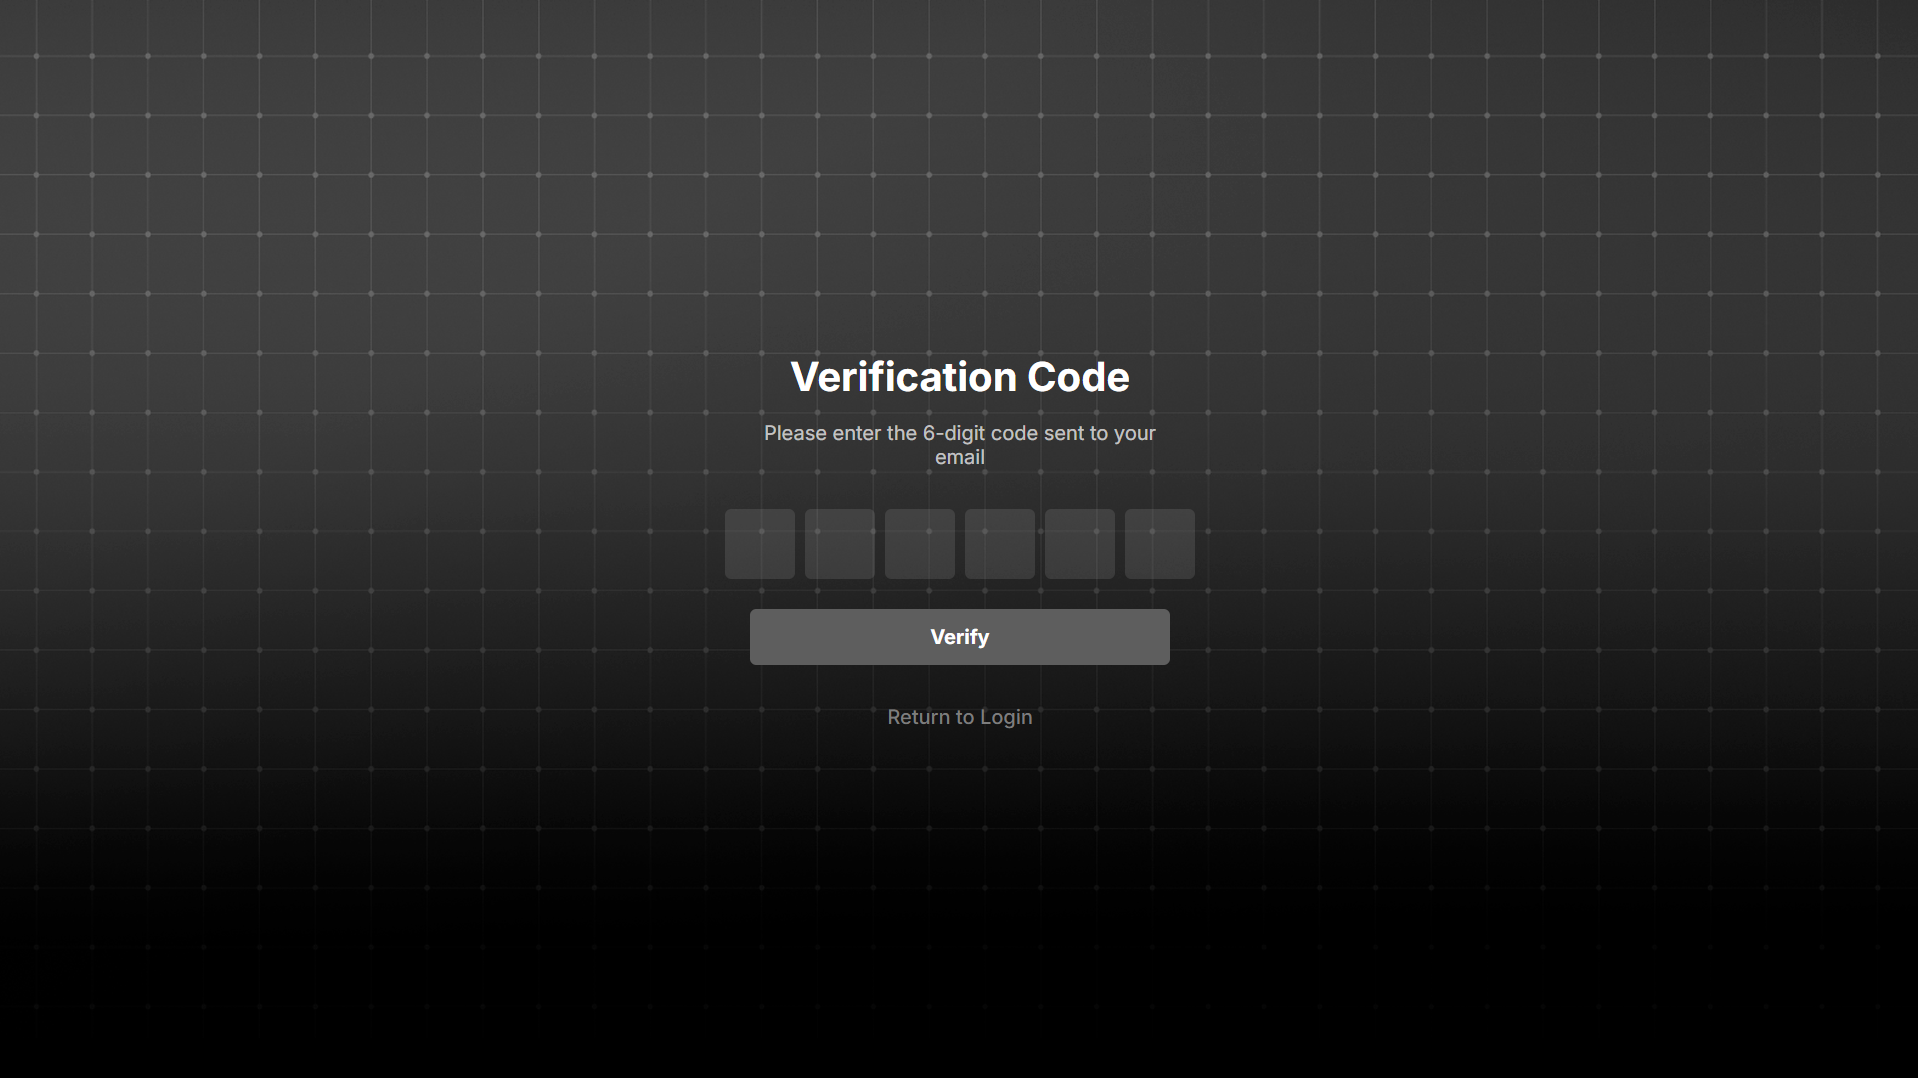 Verification Code
Please enter the 6-digit code sent to your
email
Verify
Return to Login